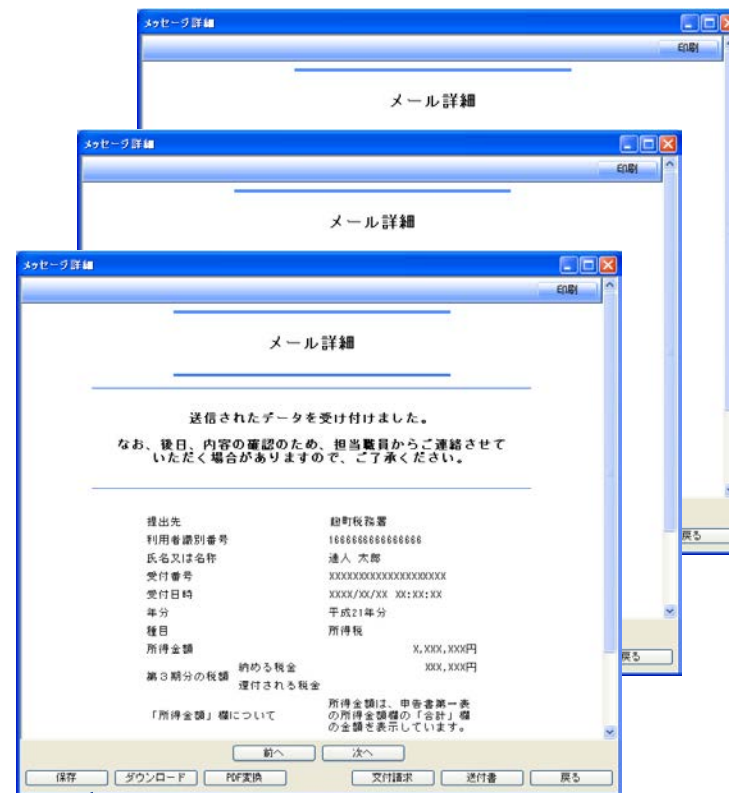 メッセージ詳細
印刷
メール詳細
メッセージ詳細
印刷
メール詳細
メッセージ詳細
印刷
メール詳細
送信されたデータを受け付けました。
なお、後日、内容の確認のため、担当職員からご連絡させて
いただく場合がありますので、ご了承ください。
提出先 麹町税務署
利用者識別番号 1666666666666666
氏名又は名称 達人 太郎
受付番号 XXXXXXXXXXXXXXXXXXXX
受付日時 XXXX/XX/XX XX:XX:XX
年分 平成21年分
種目 所得税
所得金額 X,XXX,XXX円
第3期分の税額 納める税金 XXX,XXX円
還付される税金
「所得金額」欄について 所得金額は、申告書第一表
の所得金額欄の「合計」欄
の金額を表示しています。
前へ 次へ
保存 ダウンロード PDF変換 交付請求 送付書 戻る
戻る
戻る